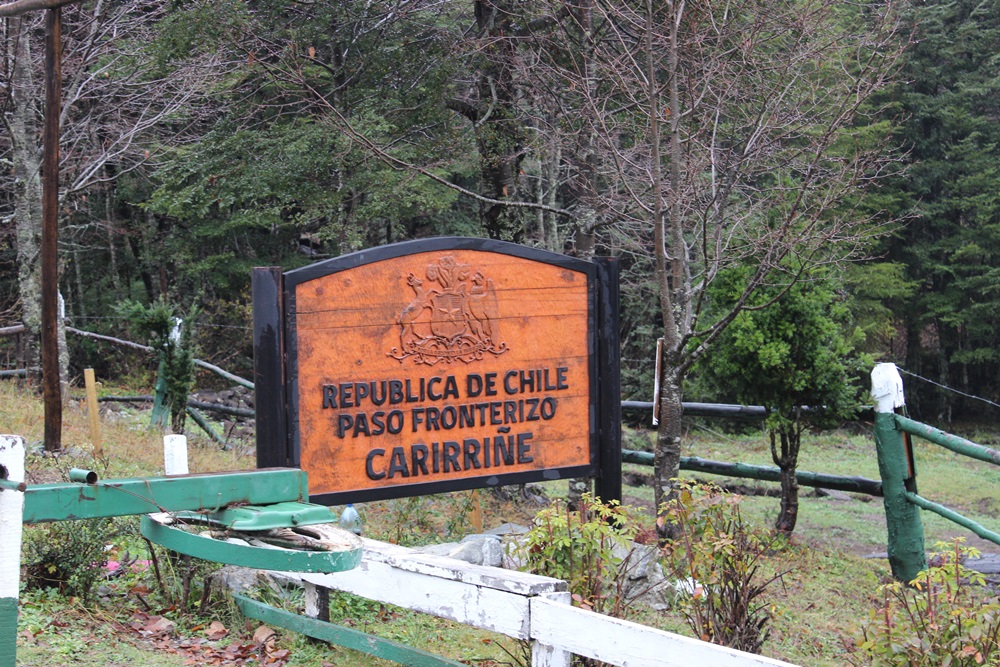 REPUBLICA DE CHILE
PASO FRONTERIZO
CARIRRIÑE